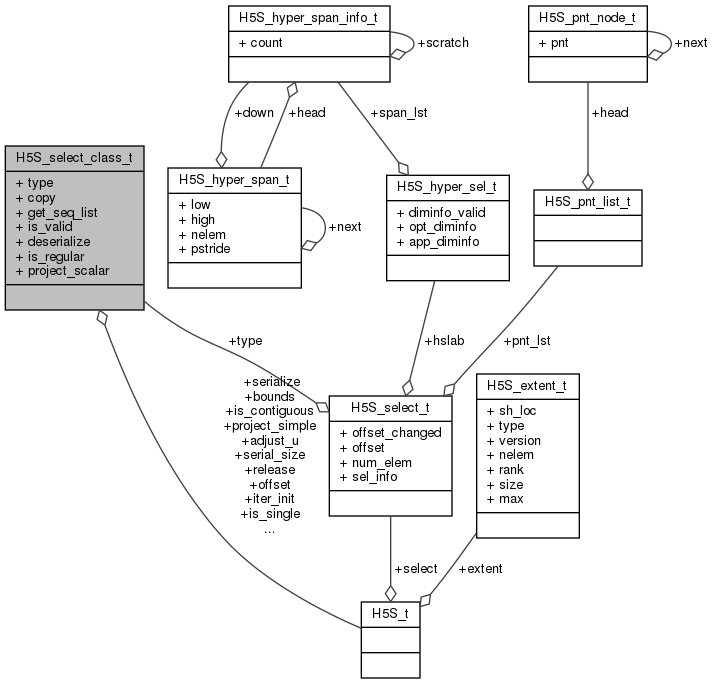 H5S_hyper_span_info_t
+ count
+scratch
H5S_pnt_node_t
+ pnt
+next
+down
+head
+span_lst
+head
H5S_select_class_t
+ type
+ copy
+ get_seq_list
+ is_valid
+ deserialize
+ is_regular
+ project_scalar
H5S_hyper_span_t
+ low
+ high
+ nelem
+ pstride
+next
H5S_hyper_sel_t
+ diminfo_valid
+ opt_diminfo
+ app_diminfo
H5S_pnt_list_t
+type
+hslab
+pnt_lst
+serialize
+bounds
+is_contiguous
+project_simple
+adjust_u
+serial_size
+release
+offset
+iter_init
+is_single
...
H5S_select_t
+ offset_changed
+ offset
+ num_elem
+ sel_info
H5S_extent_t
+ sh_loc
+ type
+ version
+ nelem
+ rank
+ size
+ max
+select
+extent
H5S_t